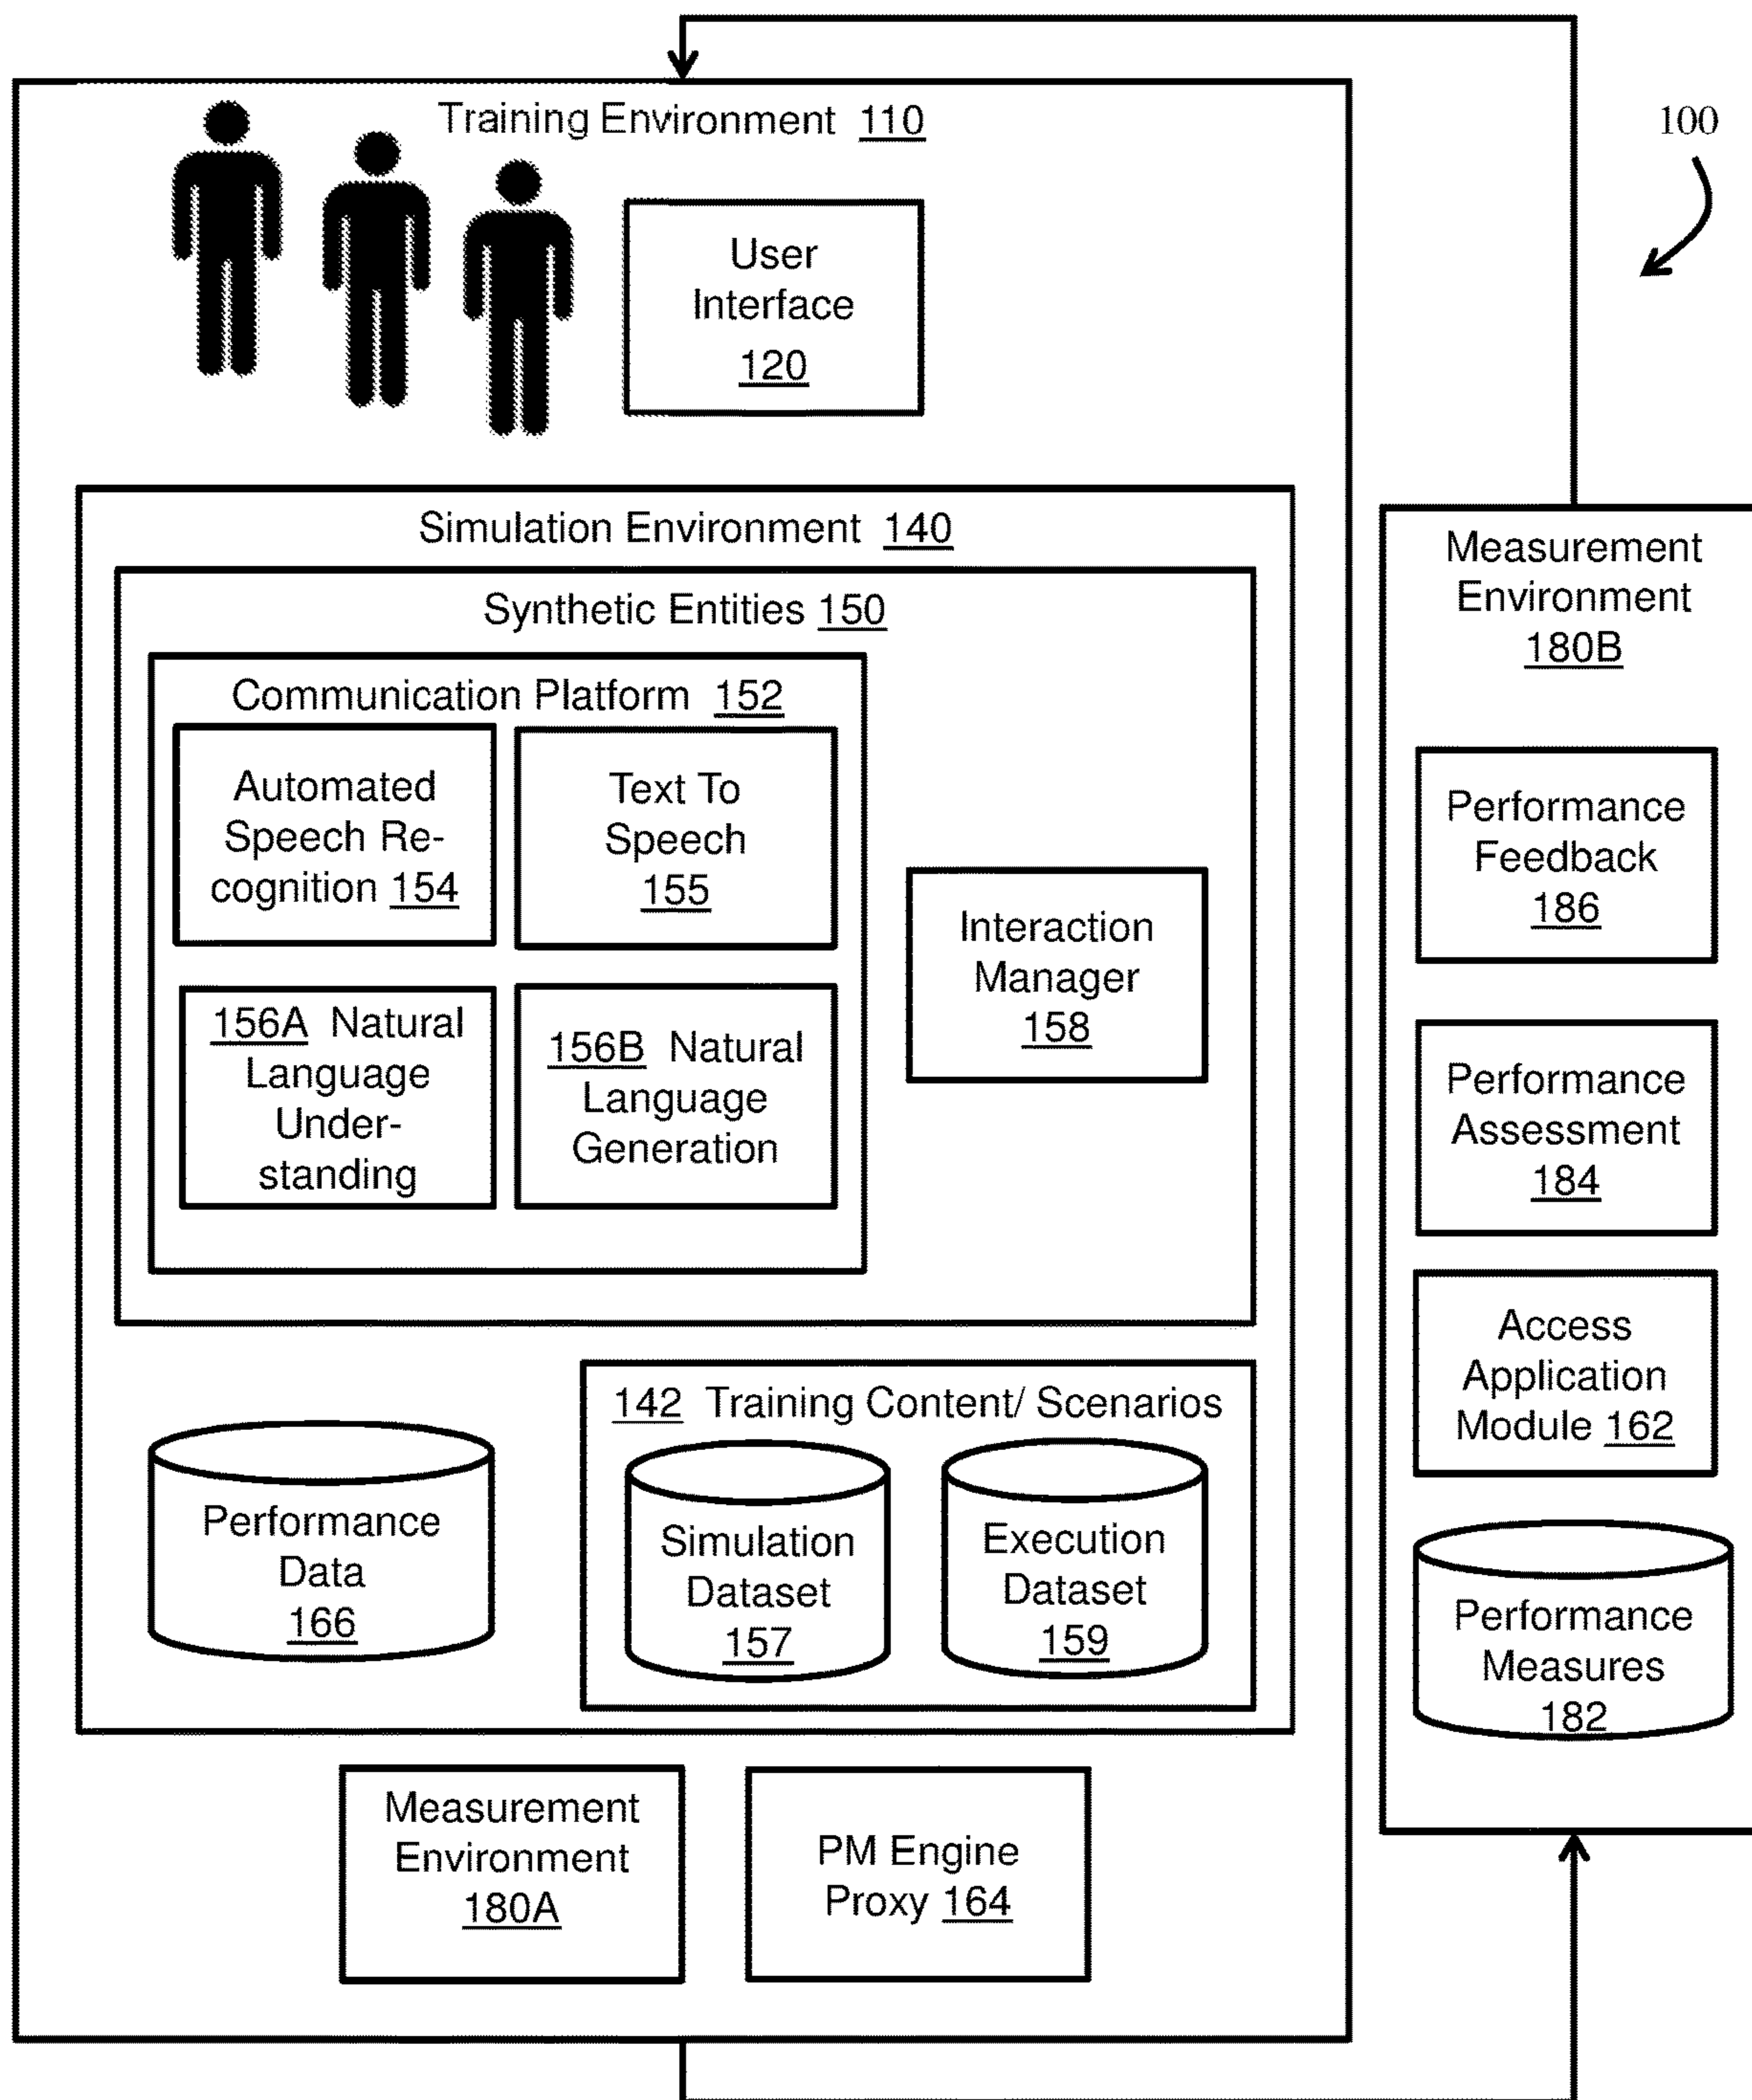 Training Environment 110
100
User
Interface
120
Simulation Environment 140
Synthetic Entities 150
Communication Platform 152
Automated
Speech Re-
cognition 154
Text To
Speech
155
156A Natural
Language
Under-
standing
156B Natural
Language
Generation
Interaction
Manager
158
142 Training Content/ Scenarios
Performance
Data
166
Simulation
Dataset
157
Execution
Dataset
159
Measurement
Environment
180A
PM Engine
Proxy 164
Measurement
Environment
180B
Performance
Feedback
186
Performance
Assessment
184
Access
Application
Module 162
Performance
Measures
182